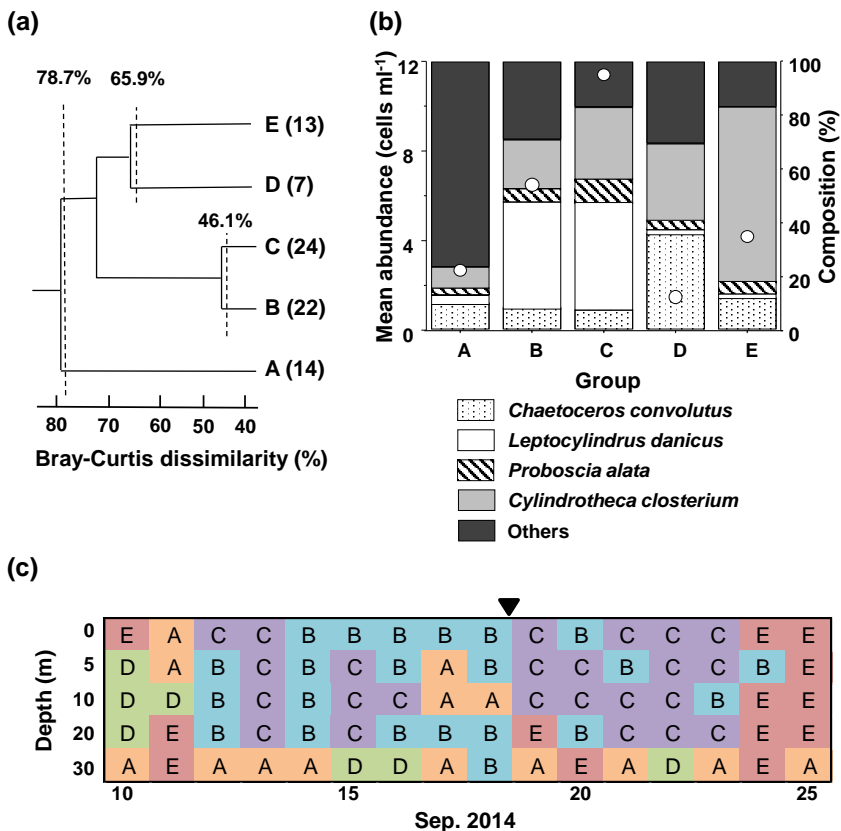 (a)
78.7% 65.9%
E (13)
D (7)
46.1%
C (24)
B (22)
A (14)
80 70 60 50 40
Bray-Curtis dissimilarity (%)
(b)
Mean abundance (cells ml⁻¹)
12
8
4
0
100
80
60
40
20
0
Composition (%)
A B C D E
Group
Chaetoceros convolutus
Leptocylindrus danicus
Proboscia alata
Cylindrotheca closterium
Others
(c)
Depth (m)
0 E A C C B B B B B C B C C C E E
5 D A B C B C B A B C C B C C B E
10 D D B C B C C A A C C C C B E E
20 D E B C B C B B B E B C C C E E
30 A E A A A D D A B A E A D A E A
10 15 20 25
Sep. 2014